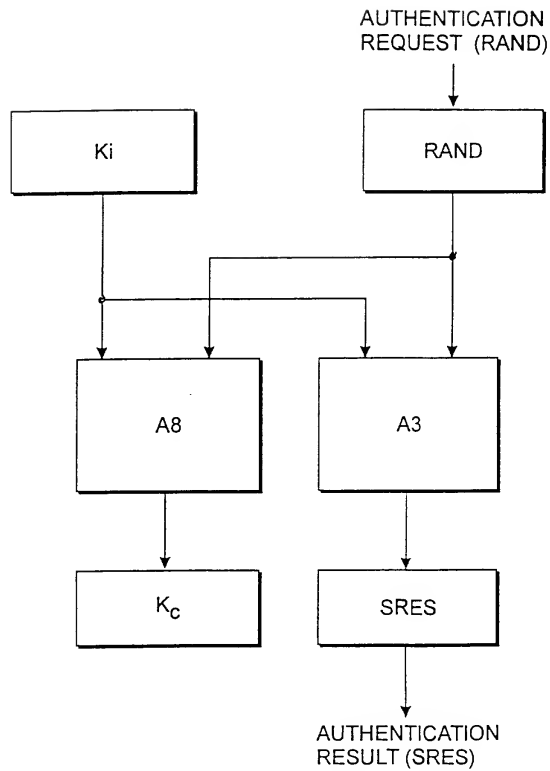 AUTHENTICATION
REQUEST (RAND)
Ki
RAND
A8
A3
Kc
SRES
AUTHENTICATION
RESULT (SRES)